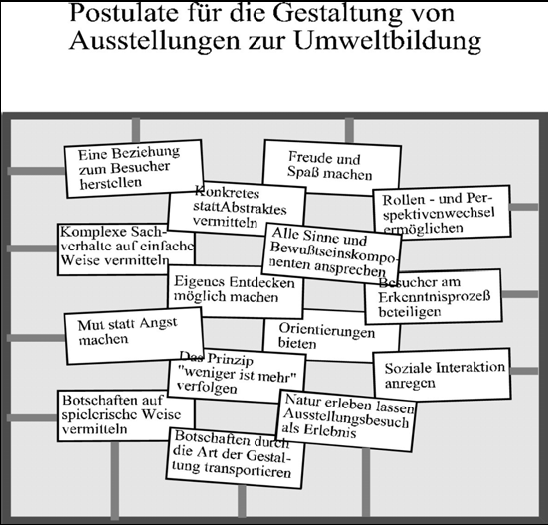 Postulate für die Gestaltung von
Ausstellungen zur Umweltbildung
Eine Beziehung
zum Besucher
herstellen
Freude und
Spaß machen
Konkretes
stattAbstraktes
vermitteln
Rollen - und Per-
spektivenwechsel
ermöglichen
Komplexe Sach-
verhalte auf einfache
Weise vermitteln
Alle Sinne und
Bewußtseinskompo-
nenten ansprechen
Eigenes Entdecken
möglich machen
Besucher am
Erkenntnisprozeß
beteiligen
Mut statt Angst
machen
Orientierungen
bieten
Das Prinzip
"weniger ist mehr"
verfolgen
Soziale Interaktion
anregen
Botschaften auf
spielerische Weise
vermitteln
Natur erleben lassen
Ausstellungsbesuch
als Erlebnis
Botschaften durch
die Art der Gestal-
tung transportieren